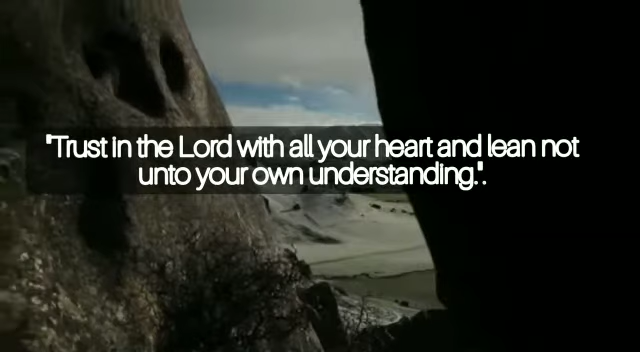 "Trust in the Lord with all your heart and lean not
unto your own understanding.".